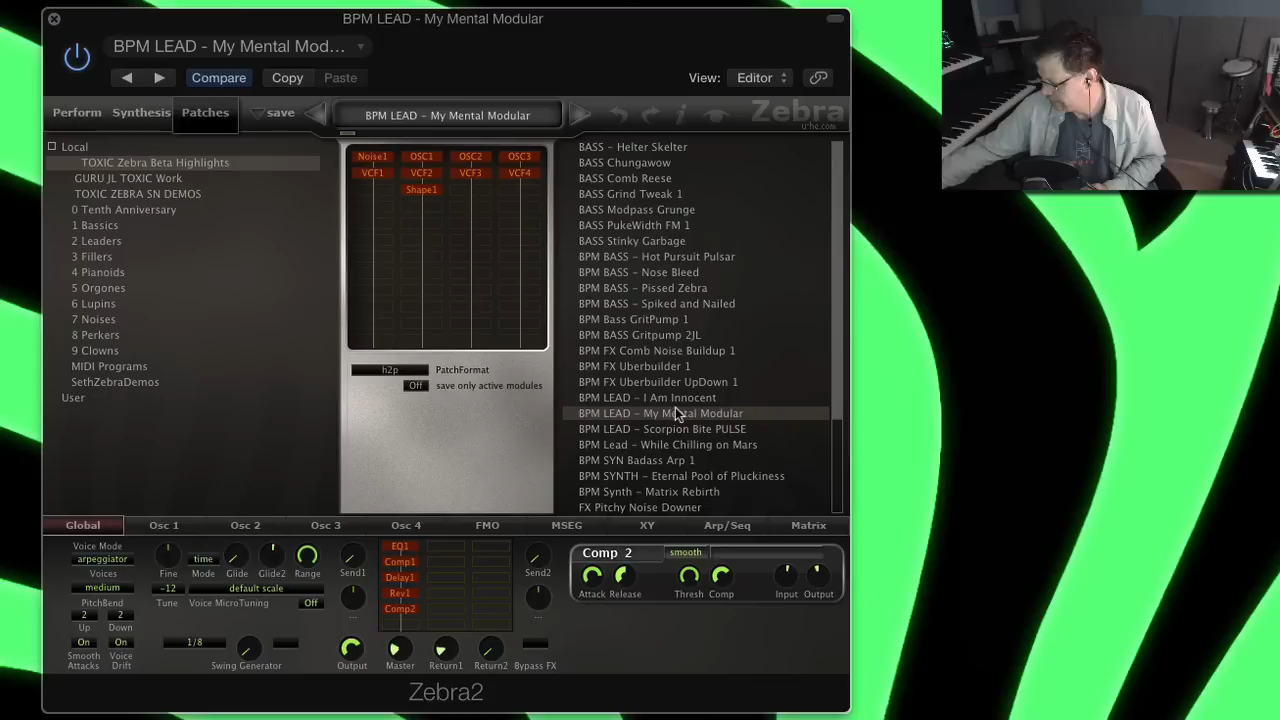 BPM LEAD - My Mental Modular
BPM LEAD - My Mental Mod...
Compare
Copy
Paste
View:
Editor
Perform
Synthesis
Patches
save
BPM LEAD - My Mental Modular
Zebra
u-he.com
Local
TOXIC Zebra Beta Highlights
GURU JL TOXIC Work
TOXIC ZEBRA SN DEMOS
0 Tenth Anniversary
1 Bassics
2 Leaders
3 Fillers
4 Pianoids
5 Orgones
6 Lupins
7 Noises
8 Perkers
9 Clowns
MIDI Programs
SethZebraDemos
User
Noise1 OSC1 OSC2 OSC3
VCF1 VCF2 VCF3 VCF4
Shape1
h2p PatchFormat
Off save only active modules
BASS - Helter Skelter
BASS Chungawow
BASS Comb Reese
BASS Grind Tweak 1
BASS Modpass Grunge
BASS PukeWidth FM 1
BASS Stinky Garbage
BPM BASS - Hot Pursuit Pulsar
BPM BASS - Nose Bleed
BPM BASS - Pissed Zebra
BPM BASS - Spiked and Nailed
BPM Bass GritPump 1
BPM BASS Gritpump 2JL
BPM FX Comb Noise Buildup 1
BPM FX Uberbuilder 1
BPM FX Uberbuilder UpDown 1
BPM LEAD - I Am Innocent
BPM LEAD - My Mental Modular
BPM LEAD - Scorpion Bite PULSE
BPM Lead - While Chilling on Mars
BPM SYN Badass Arp 1
BPM SYNTH - Eternal Pool of Pluckiness
BPM Synth - Matrix Rebirth
FX Pitchy Noise Downer
Global
Osc 1
Osc 2
Osc 3
Osc 4
FMO
MSEG
XY
Arp/Seq
Matrix
Voice Mode
arpeggiator
Voices
medium
PitchBend
2 2
Up Down
On On
Smooth Attacks
Voice Drift
Fine
time
Mode
Glide
Glide2
Range
-12
Tune
default scale
Voice MicroTuning
Off
1/8
Swing Generator
Send1
...
Output
EQ1
Comp1
Delay1
Rev1
Comp2
Master
Return1
Return2
Send2
...
Bypass FX
Comp 2
smooth
Attack Release Thresh Comp Input Output
Zebra2